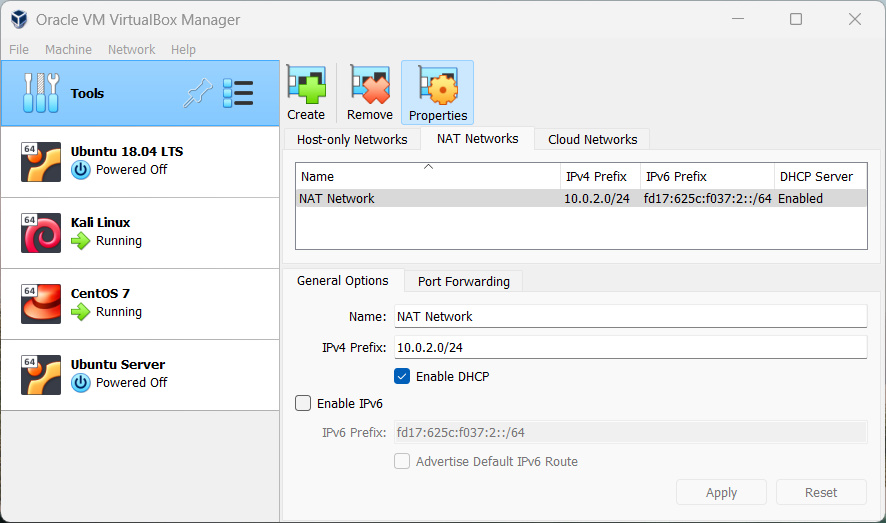 Oracle VM VirtualBox Manager
File Machine Network Help
Tools
Create Remove Properties
64 Ubuntu 18.04 LTS
Powered Off
64 Kali Linux
Running
64 CentOS 7
Running
64 Ubuntu Server
Powered Off
Host-only Networks NAT Networks Cloud Networks
Name IPv4 Prefix IPv6 Prefix DHCP Server
NAT Network 10.0.2.0/24 fd17:625c:f037:2::/64 Enabled
General Options Port Forwarding
Name: NAT Network
IPv4 Prefix: 10.0.2.0/24
Enable DHCP
Enable IPv6
IPv6 Prefix: fd17:625c:f037:2::/64
Advertise Default IPv6 Route
Apply Reset